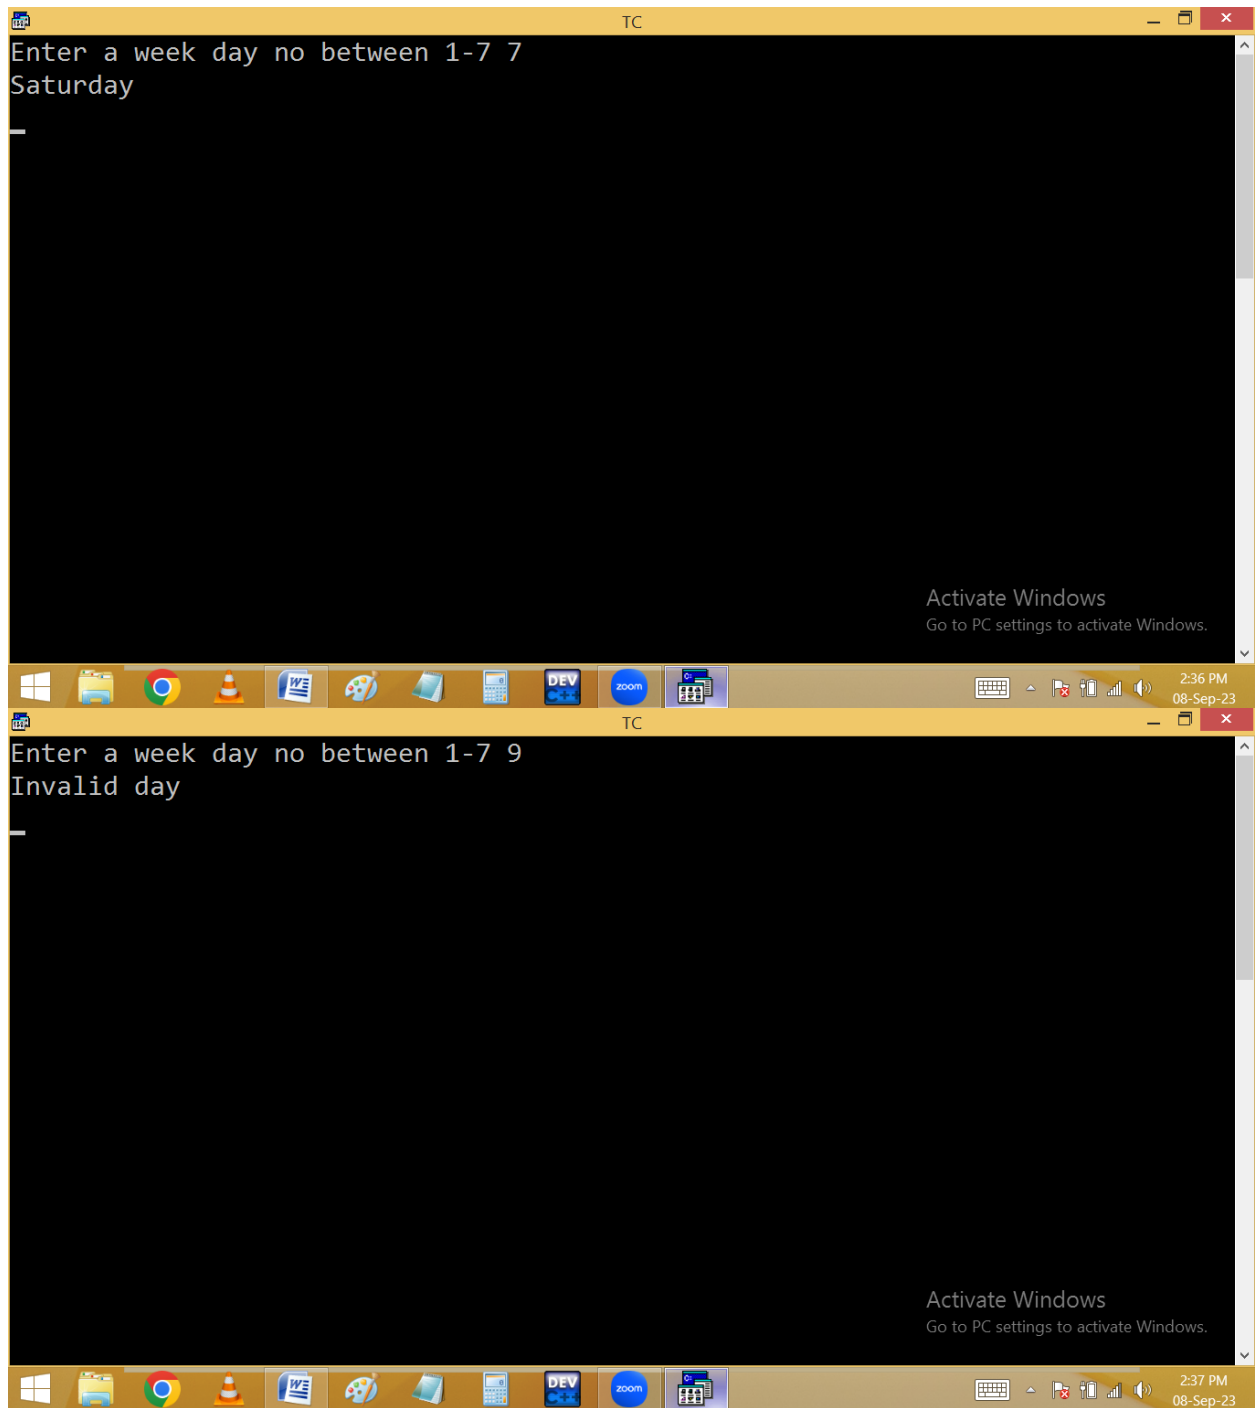 TC
Enter a week day no between 1-7 7
Saturday
Activate Windows
Go to PC settings to activate Windows.
DEV
C++
zoom
2:36 PM
08-Sep-23
TC
Enter a week day no between 1-7 9
Invalid day
Activate Windows
Go to PC settings to activate Windows.
DEV
C++
zoom
2:37 PM
08-Sep-23